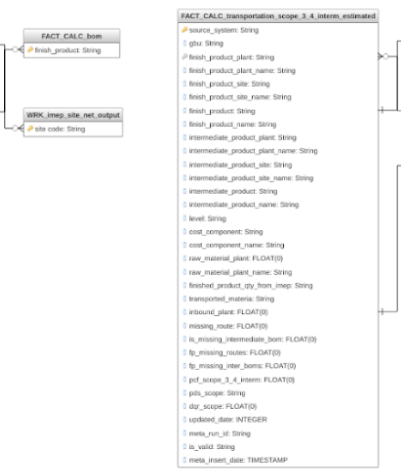 FACT_CALC_bom
finish_product: String
WRK_imep_site_net_output
site code: String
FACT_CALC_transportation_scope_3_4_interm_estimated
source_system: String
gbu: String
finish_product_plant: String
finish_product_plant_name: String
finish_product_site: String
finish_product_site_name: String
finish_product: String
finish_product_name: String
intermediate_product_plant: String
intermediate_product_plant_name: String
intermediate_product_site: String
intermediate_product_site_name: String
intermediate_product: String
intermediate_product_name: String
level: String
cost_component: String
cost_component_name: String
raw_material_plant: FLOAT(0)
raw_material_plant_name: String
finished_product_qty_from_imep: String
transported_materia: String
inbound_plant: FLOAT(0)
missing_route: FLOAT(0)
is_missing_intermediate_bom: FLOAT(0)
fp_missing_routes: FLOAT(0)
fp_missing_inter_boms: FLOAT(0)
pcf_scope_3_4_interm: FLOAT(0)
pds_scope: String
dqr_scope: FLOAT(0)
updated_date: INTEGER
meta_run_id: String
is_valid: String
meta_insert_date: TIMESTAMP